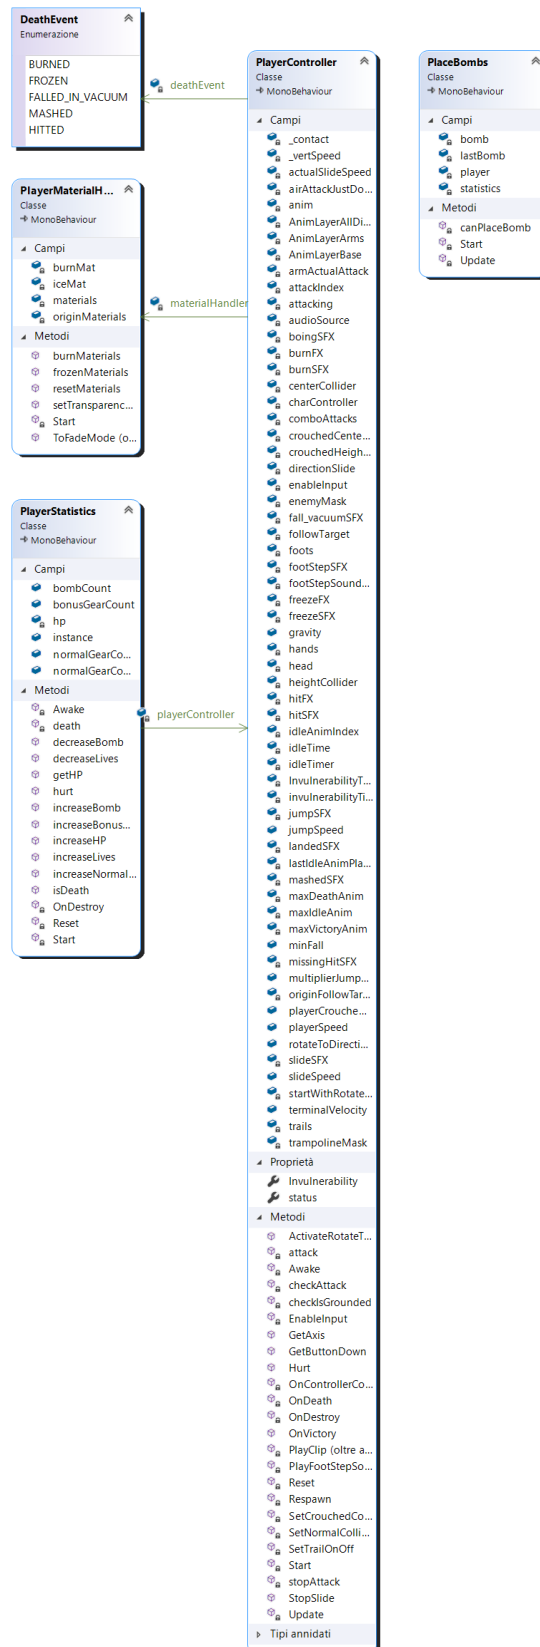 DeathEvent
Enumerazione
BURNED
FROZEN
FALLED_IN_VACUUM
MASHED
HITTED
deathEvent
PlayerMaterialH...
Classe
MonoBehaviour
Campi
burnMat
iceMat
materials
originMaterials
Metodi
burnMaterials
frozenMaterials
resetMaterials
setTransparenc...
Start
ToFadeMode (o...
materialHandler
PlayerStatistics
Classe
MonoBehaviour
Campi
bombCount
bonusGearCount
hp
instance
normalGearCo...
normalGearCo...
Metodi
Awake
death
decreaseBomb
decreaseLives
getHP
hurt
increaseBomb
increaseBonus...
increaseHP
increaseLives
increaseNormal...
isDeath
OnDestroy
Reset
Start
playerController
PlayerController
Classe
MonoBehaviour
Campi
_contact
_vertSpeed
actualSlideSpeed
airAttackJustDo...
anim
AnimLayerAllDi...
AnimLayerArms
AnimLayerBase
armActualAttack
attackIndex
attacking
audioSource
boingSFX
burnFX
burnSFX
centerCollider
charController
comboAttacks
crouchedCente...
crouchedHeigh...
directionSlide
enableInput
enemyMask
fall_vacuumSFX
followTarget
foots
footStepSFX
footStepSound...
freezeFX
freezeSFX
gravity
hands
head
heightCollider
hitFX
hitSFX
idleAnimIndex
idleTime
idleTimer
InvulnerabilityT...
invulnerabilityTi...
jumpSFX
jumpSpeed
landedSFX
lastIdleAnimPla...
mashedSFX
maxDeathAnim
maxIdleAnim
maxVictoryAnim
minFall
missingHitSFX
multiplierJump...
originFollowTar...
playerCrouche...
playerSpeed
rotateToDirecti...
slideSFX
slideSpeed
startWithRotate...
terminalVelocity
trails
trampolineMask
Proprietà
Invulnerability
status
Metodi
ActivateRotateT...
attack
Awake
checkAttack
checkIsGrounded
EnableInput
GetAxis
GetButtonDown
Hurt
OnControllerCo...
OnDeath
OnDestroy
OnVictory
PlayClip (oltre a...
PlayFootStepSo...
Reset
Respawn
SetCrouchedCo...
SetNormalColli...
SetTrailOnOff
Start
stopAttack
StopSlide
Update
Tipi annidati
PlaceBombs
Classe
MonoBehaviour
Campi
bomb
lastBomb
player
statistics
Metodi
canPlaceBomb
Start
Update